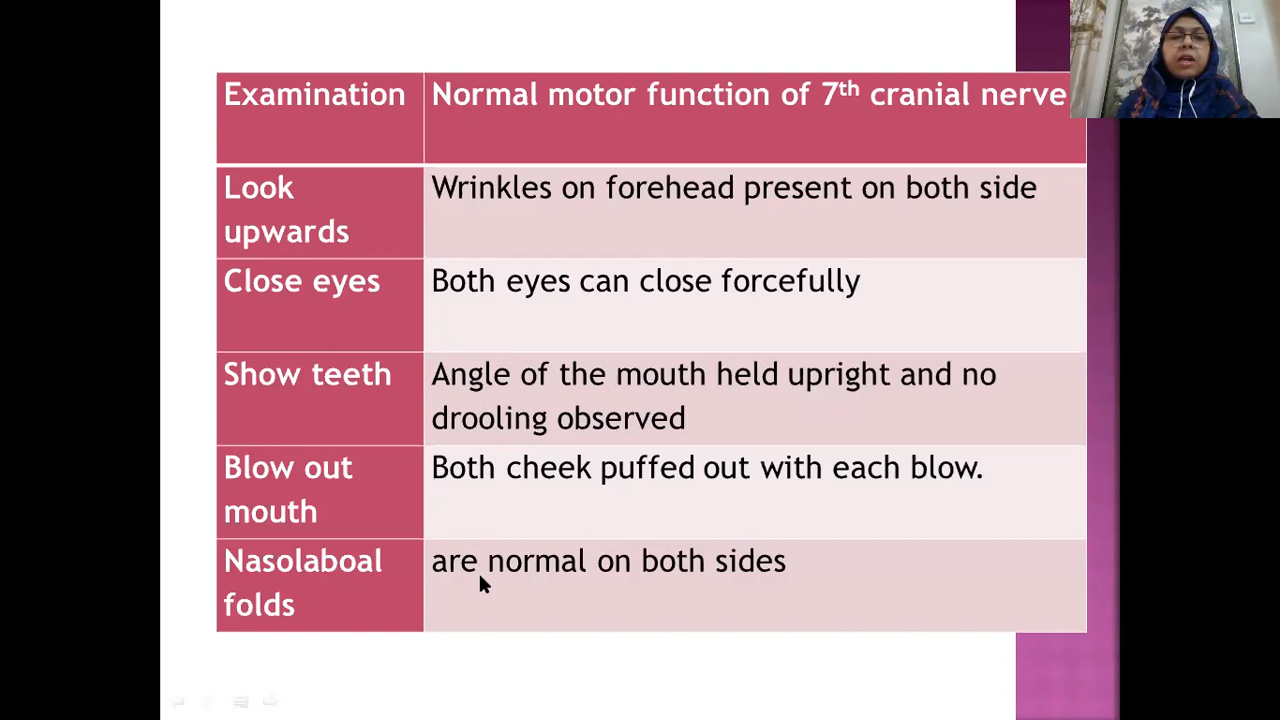 Examination
Normal motor function of 7th cranial nerve
Look
upwards
Wrinkles on forehead present on both side
Close eyes
Both eyes can close forcefully
Show teeth
Angle of the mouth held upright and no
drooling observed
Blow out
mouth
Both cheek puffed out with each blow.
Nasolaboal
folds
are normal on both sides